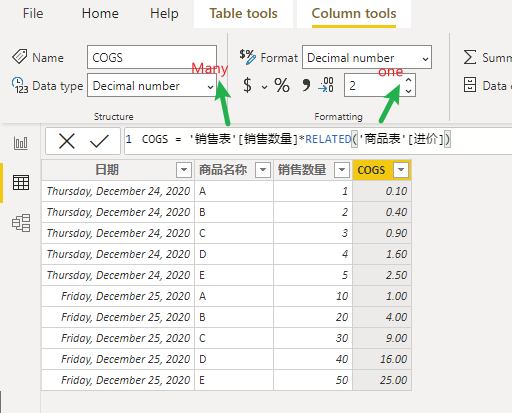 File Home Table tools Column tools
Name COGS Format Decimal number Summ
Many one
Data type Decimal number $ % 9 .00 2 Data
Structure Formatting
1 COGS = '销售表'[销售数量]*RELATED('商品表'[进价])
日期 商品名称 销售数量 COGS
Thursday, December 24, 2020 A 1 0.10
Thursday, December 24, 2020 B 2 0.40
Thursday, December 24, 2020 C 3 0.90
Thursday, December 24, 2020 D 4 1.60
Thursday, December 24, 2020 E 5 2.50
Friday, December 25, 2020 A 10 1.00
Friday, December 25, 2020 B 20 4.00
Friday, December 25, 2020 C 30 9.00
Friday, December 25, 2020 D 40 16.00
Friday, December 25, 2020 E 50 25.00